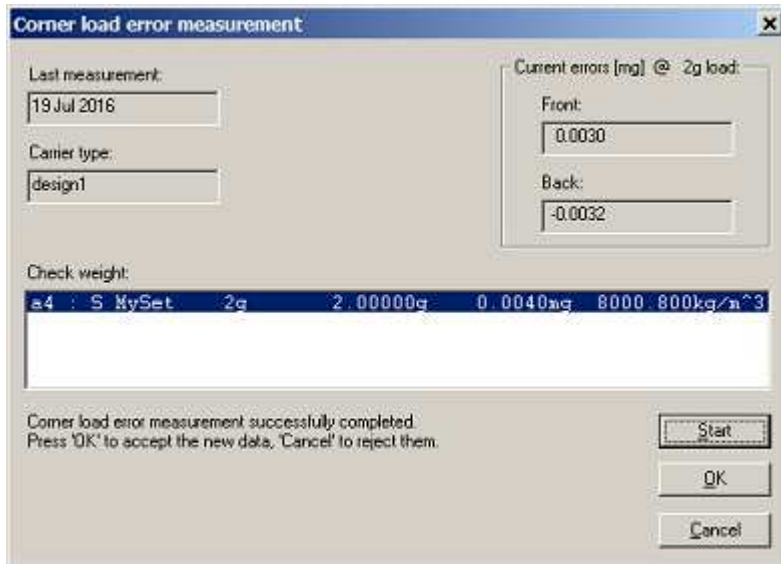 Corner load error measurement
Last measurement:
19 Jul 2016
Carrier type:
design1
Current errors [mg] @ 2g load:
Front:
0.0030
Back:
-0.0032
Check weight:
a4 : S MySet 2g 2.00000g 0.0040mg 8000.800kg/m^3
Corner load error measurement successfully completed.
Press 'OK' to accept the new data, 'Cancel' to reject them.
Start
OK
Cancel